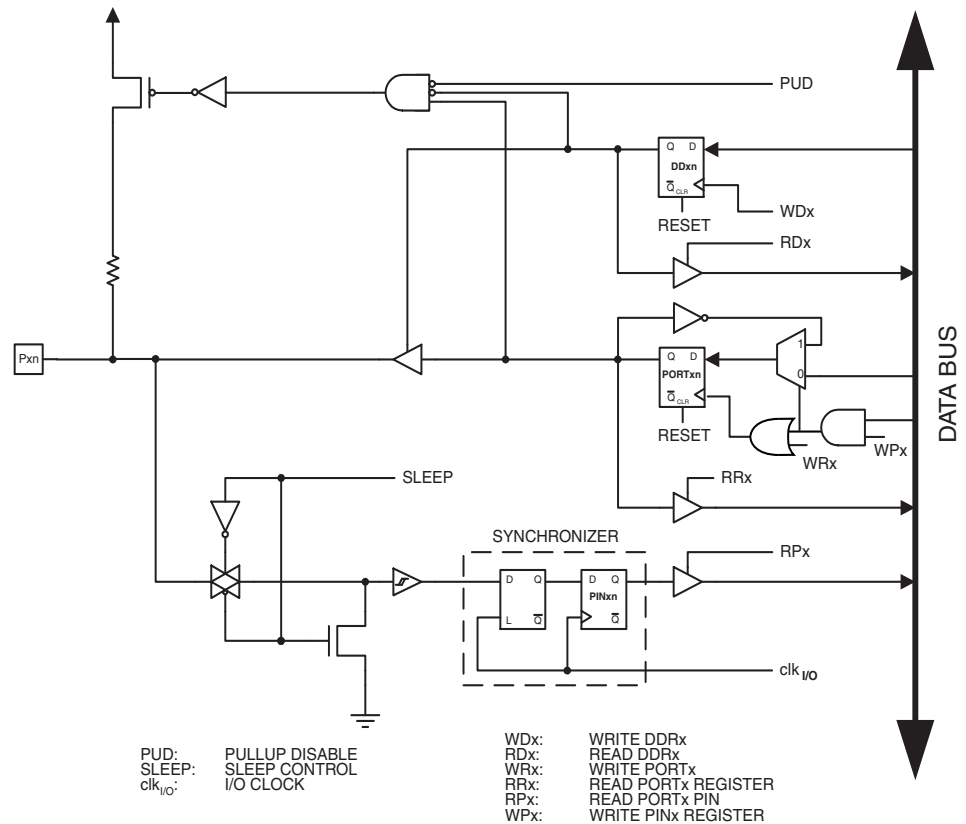 PUD
Q D
DDxn
Q CLR
WDx
RESET
RDx
Pxn
1
Q D
PORTxn
0
Q CLR
RESET
WRx
WPx
DATA BUS
SLEEP
RRx
SYNCHRONIZER
RPx
D Q
D Q
PINxn
L Q
Q
clk I/O
PUD: PULLUP DISABLE
SLEEP: SLEEP CONTROL
clkI/O: I/O CLOCK
WDx: WRITE DDRx
RDx: READ DDRx
WRx: WRITE PORTx
RRx: READ PORTx REGISTER
RPx: READ PORTx PIN
WPx: WRITE PINx REGISTER